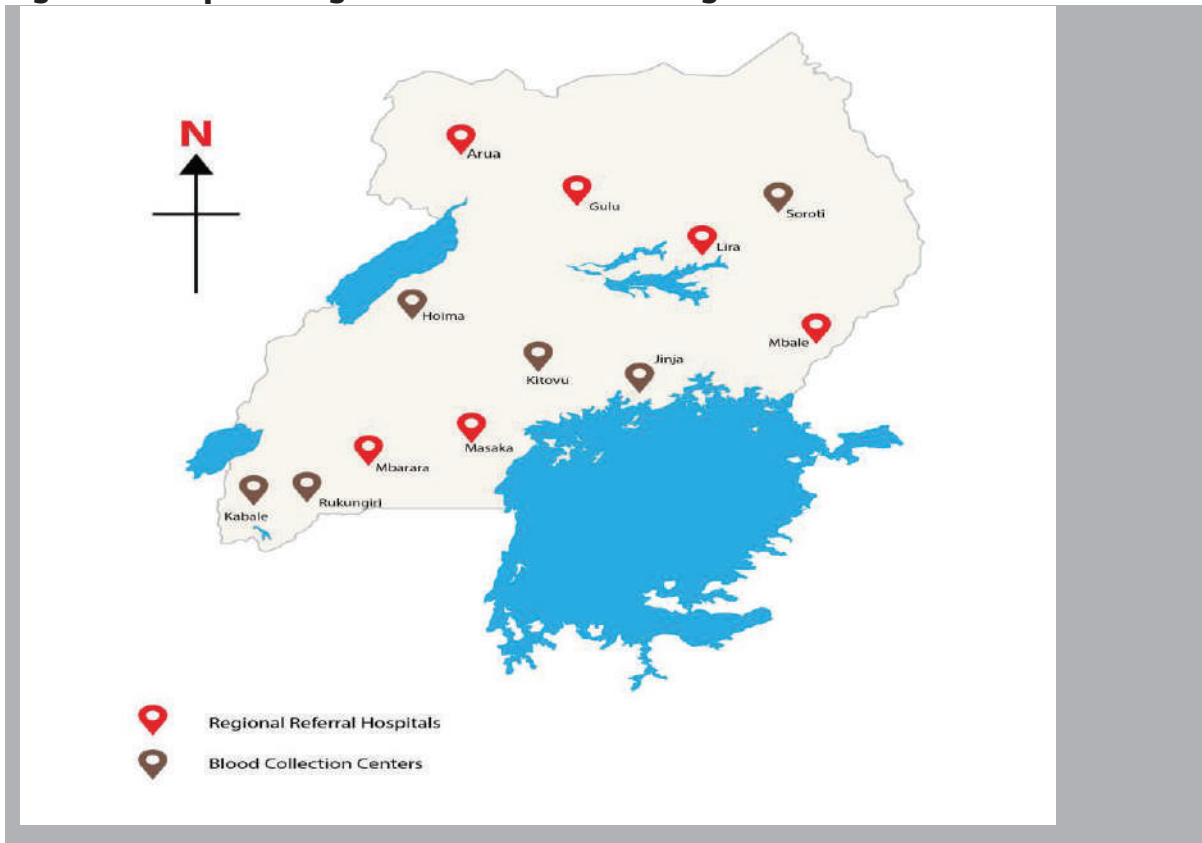 N
Arua
Gulu
Soroti
Lira
Hoima
Mbale
Jinja
Kitovu
Masaka
Mbarara
Rukungiri
Kabale
Regional Referral Hospitals
Blood Collection Centers